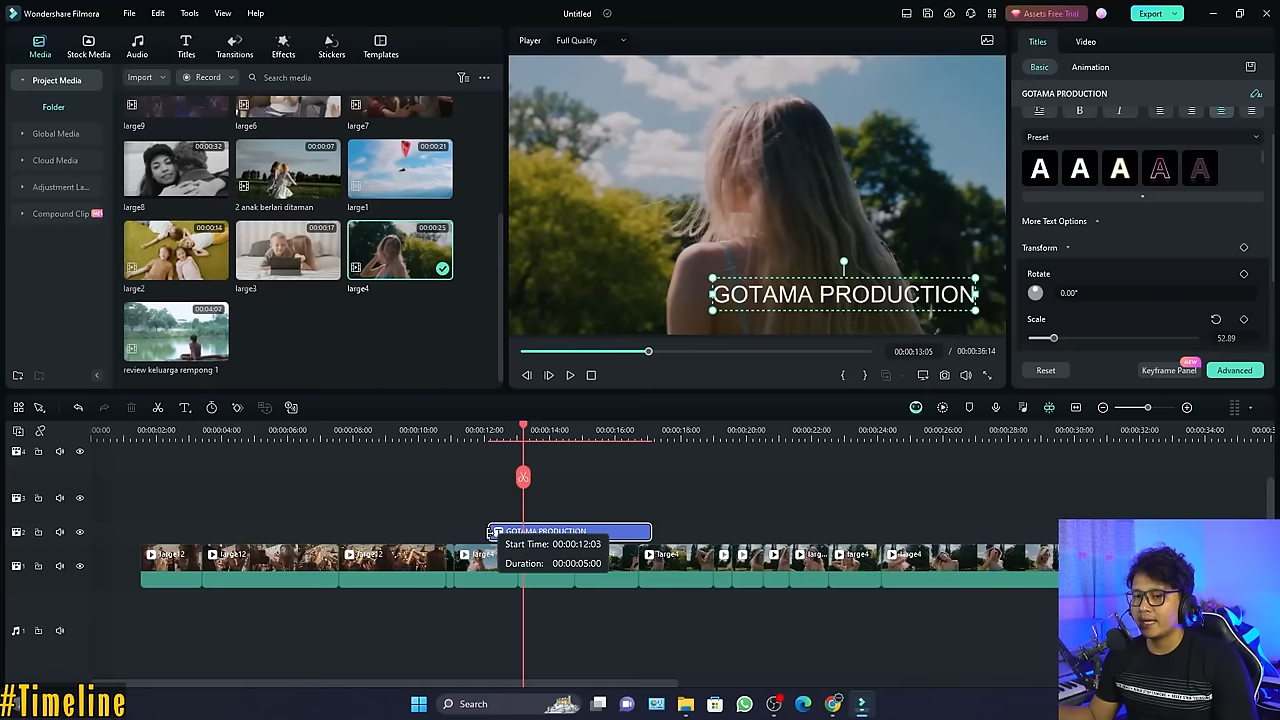 Wondershare Filmora
File
Edit
Tools
View
Help
Untitled
Assets Free Trial
Export
Media
Stock Media
Audio
Titles
Transitions
Effects
Stickers
Templates
Player
Full Quality
Titles
Video
Project Media
Import
Record
Search media
Basic
Animation
Folder
GOTAMA PRODUCTION
large9
large6
large7
Global Media
Preset
00:00:32
00:00:07
00:00:21
Cloud Media
A A A A A
Adjustment La...
large8
2 anak berlari ditaman
large1
Compound Clip
More Text Options
00:00:14
00:00:17
00:00:25
Transform
Rotate
0.00°
GOTAMA PRODUCTION
large2
large3
large4
Scale
00:04:02
52.89
00:00:13:05 / 00:00:36:14
review keluarga rempong 1
NEW
Reset
Keyframe Panel
Advanced
00:00
00:00:02:00
00:00:04:00
00:00:06:00
00:00:08:00
00:00:10:00
00:00:12:00
00:00:14:00
00:00:16:00
00:00:18:00
00:00:20:00
00:00:22:00
00:00:24:00
00:00:26:00
00:00:28:00
00:00:30:00
00:00:32:00
00:00:34:00
GOTAMA PRODUCTION
Start Time: 00:00:12:03
Duration: 00:00:05:00
large12
large12
large12
large4
large4
larg...
large4
large4
#Timeline
Search